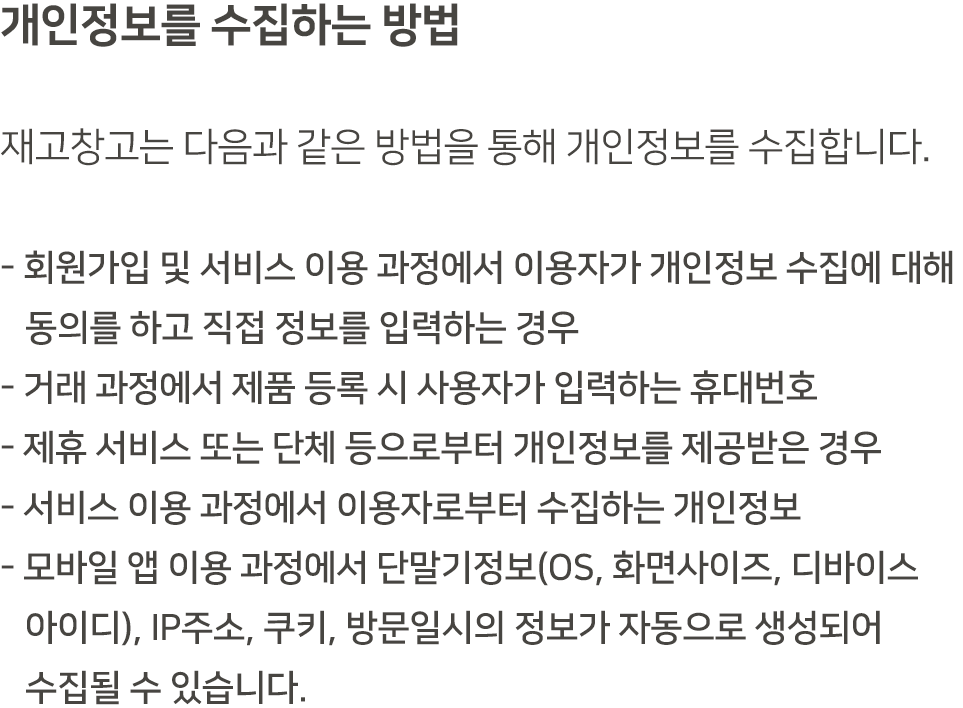 개인정보를 수집하는 방법
재고창고는 다음과 같은 방법을 통해 개인정보를 수집합니다.
- 회원가입 및 서비스 이용 과정에서 이용자가 개인정보 수집에 대해
동의를 하고 직접 정보를 입력하는 경우
- 거래 과정에서 제품 등록 시 사용자가 입력하는 휴대번호
- 제휴 서비스 또는 단체 등으로부터 개인정보를 제공받은 경우
- 서비스 이용 과정에서 이용자로부터 수집하는 개인정보
- 모바일 앱 이용 과정에서 단말기정보(OS, 화면사이즈, 디바이스
아이디), IP주소, 쿠키, 방문일시의 정보가 자동으로 생성되어
수집될 수 있습니다.